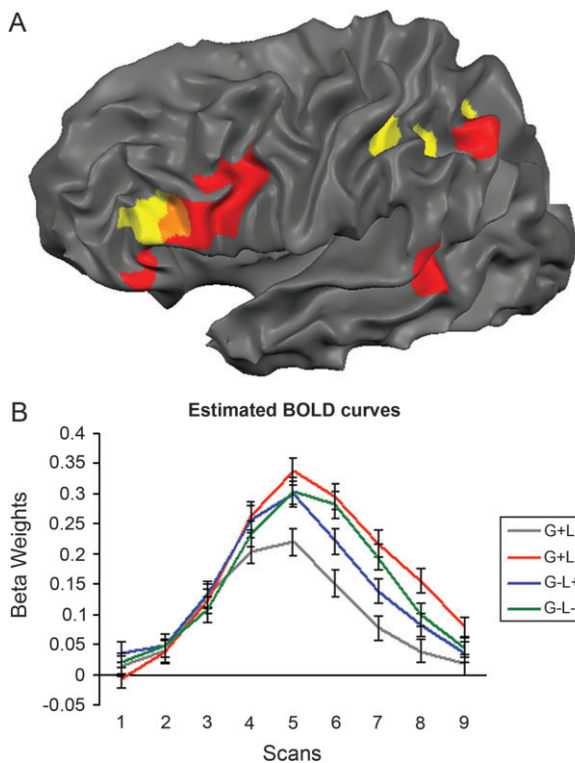 A
B
Estimated BOLD curves
Beta Weights
0.4
0.35
0.3
0.25
0.2
0.15
0.1
0.05
0
-0.05
1 2 3 4 5 6 7 8 9
Scans
G+L
G+L
G-L+
G-L-